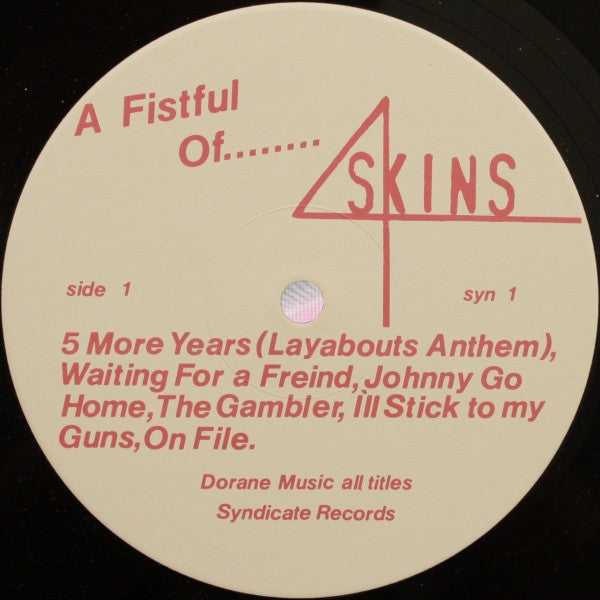 A Fistful
Of........
4 SKINS
side 1
syn 1
5 More Years (Layabouts Anthem),
Waiting For a Freind, Johnny Go
Home, The Gambler, I'll Stick to my
Guns, On File.
Dorane Music all titles
Syndicate Records